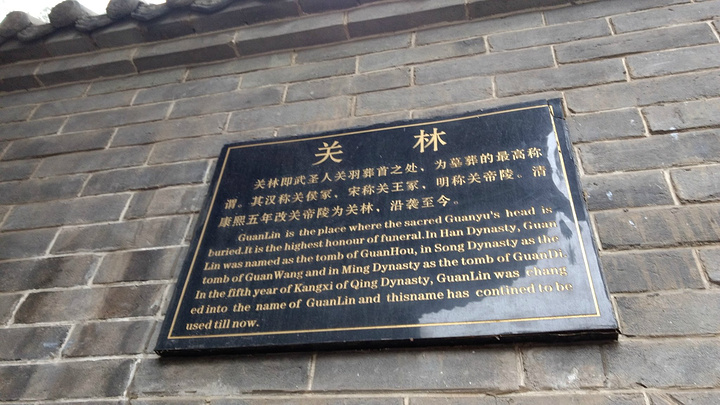 关林
关林即武圣人关羽葬首之处、为墓葬的最高称
谓。其汉称关侯冢，宋称关王冢，明称关帝陵。清
康熙五年改关帝陵为关林，沿袭至今。
GuanLin is the place where the sacred Guanyu's head is
buried.It is the highest honour of funeral.In Han Dynasty, Guan
Lin was named as the tomb of GuanHou, in Song Dynasty as the
tomb of GuanWang and in Ming Dynasty as the tomb of GuanDi.
In the fifth year of Kangxi of Qing Dynasty, GuanLin was chang
ed into the name of GuanLin and thisname has contined to be
used till now.